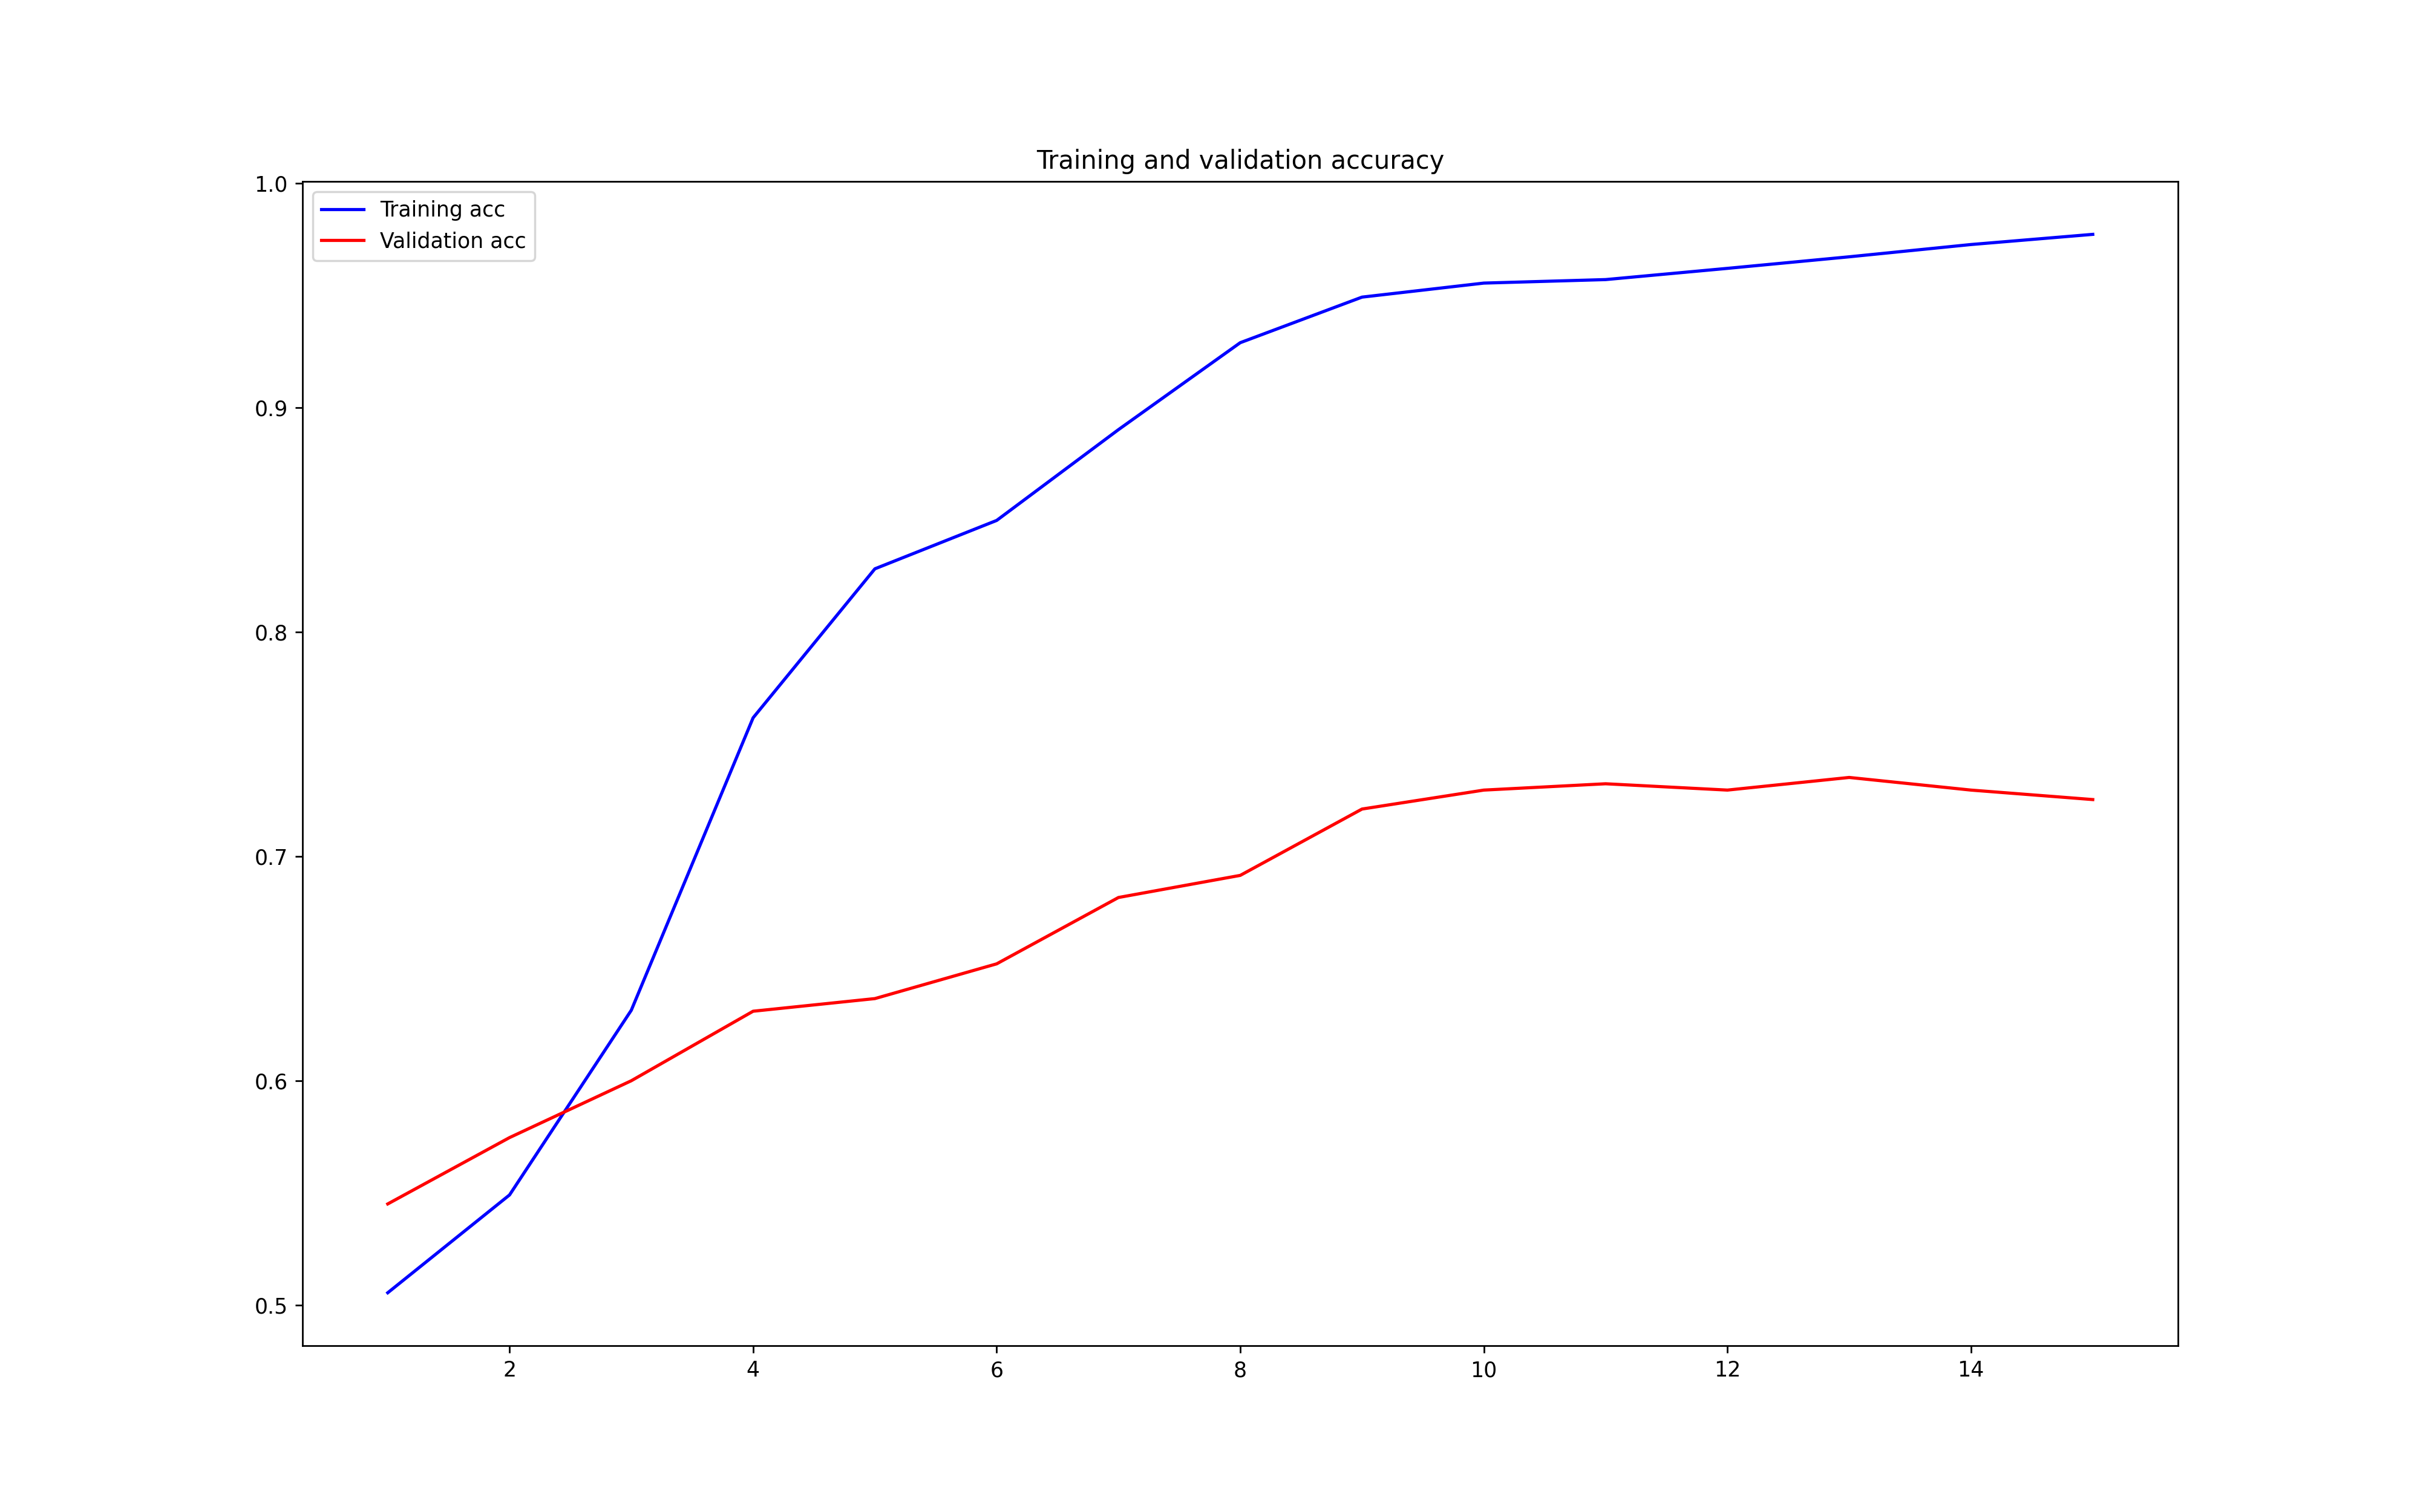 Training and validation accuracy
Training acc
Validation acc
1.0
0.9
0.8
0.7
0.6
0.5
2 4 6 8 10 12 14